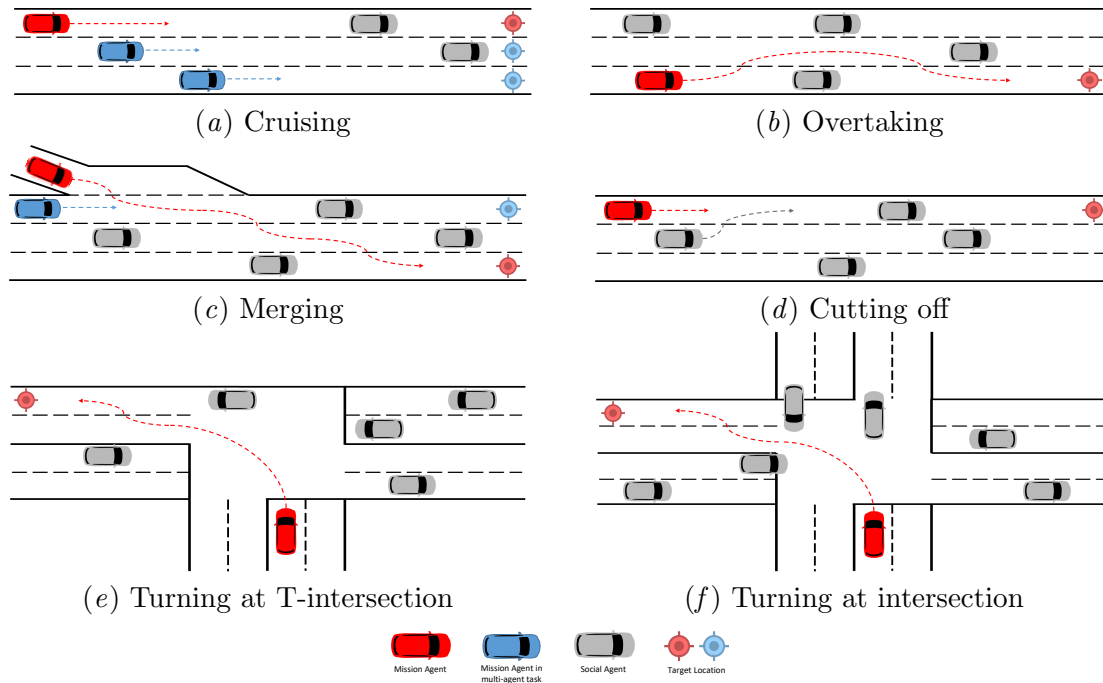 (a) Cruising
(b) Overtaking
(c) Merging
(d) Cutting off
(e) Turning at T-intersection
(f) Turning at intersection
Mission Agent
Mission Agent in
multi-agent task
Social Agent
Target Location